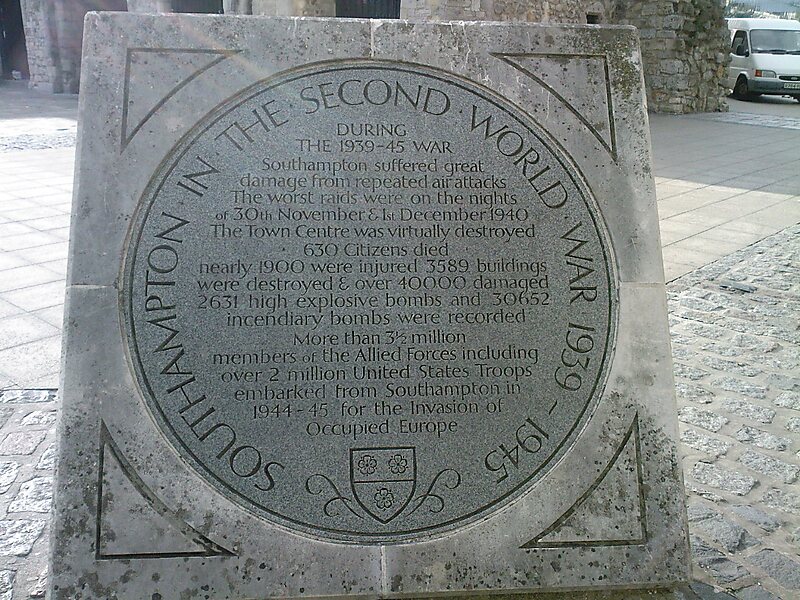 SOUTHAMPTON IN THE SECOND WORLD WAR 1939-1945
DURING
THE 1939-45 WAR
Southampton suffered great
damage from repeated air attacks
The worst raids were on the nights
of 30th November & 1st December 1940
The Town Centre was virtually destroyed
630 Citizens died
nearly 1900 were injured 3589 buildings
were destroyed & over 40000 damaged
2631 high explosive bombs and 30652
incendiary bombs were recorded
More than 3½ million
members of the Allied Forces including
over 2 million United States Troops
embarked from Southampton in
1944-45 for the Invasion of
Occupied Europe